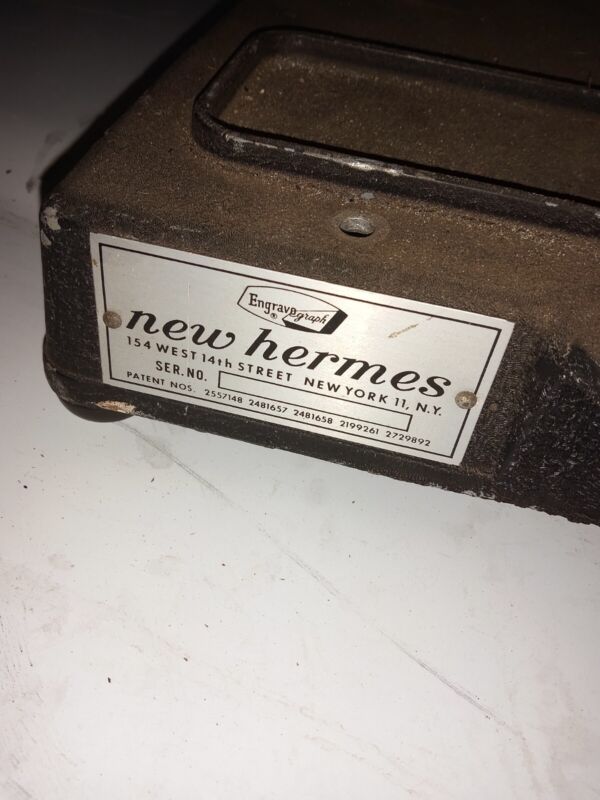 Engravograph
®
new hermes
154 WEST 14th STREET NEW YORK 11, N.Y.
SER. NO.
PATENT NOS. 2557148 2481657 2481658 2199261 2729892